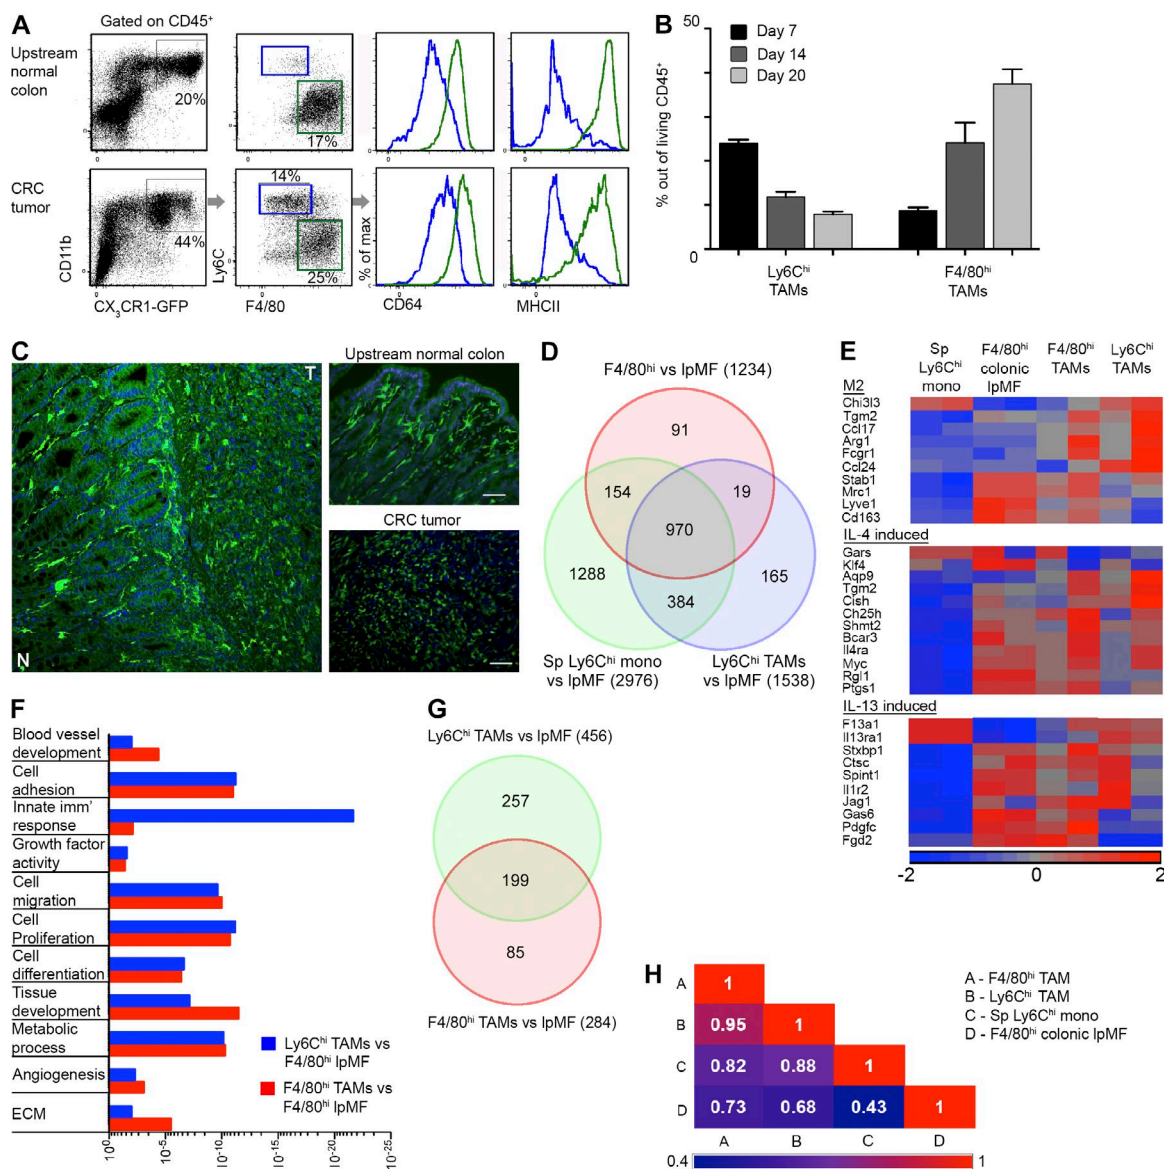 A
Gated on CD45⁺
Upstream
normal
colon
20%
17%
CRC
tumor
14%
44%
25%
CD11b
Ly6C
% of max
CX₃CR1-GFP
F4/80
CD64
MHCII
B
50
Day 7
Day 14
Day 20
% out of living CD45⁺
0
Ly6Cʰⁱ
TAMs
F4/80ʰⁱ
TAMs
C
T
N
Upstream normal colon
CRC tumor
D
F4/80ʰⁱ vs lpMF (1234)
91
154
19
970
1288
165
384
Sp Ly6Cʰⁱ mono
vs lpMF (2976)
Ly6Cʰⁱ TAMs
vs lpMF (1538)
E
Sp
Ly6Cʰⁱ
mono
F4/80ʰⁱ
colonic
lpMF
F4/80ʰⁱ
TAMs
Ly6Cʰⁱ
TAMs
M2
Chi3l3
Tgm2
Ccl17
Arg1
Fcgr1
Ccl24
Stab1
Mrc1
Lyve1
Cd163
IL-4 induced
Gars
Klf4
Aqp9
Tgm2
Cish
Ch25h
Shmt2
Bcar3
Il4ra
Myc
Rgl1
Ptgs1
IL-13 induced
F13a1
Il13ra1
Stxbp1
Ctsc
Spint1
Il1r2
Jag1
Gas6
Pdgfc
Fgd2
-2
0
2
F
Blood vessel
development
Cell
adhesion
Innate imm'
response
Growth factor
activity
Cell
migration
Cell
Proliferation
Cell
differentiation
Tissue
development
Metabolic
process
Angiogenesis
ECM
Ly6Cʰⁱ TAMs vs
F4/80ʰⁱ lpMF
F4/80ʰⁱ TAMs vs
F4/80ʰⁱ lpMF
10⁻⁵
10⁻¹⁰
10⁻¹⁵
10⁻²⁰
10⁻²⁵
G
Ly6Cʰⁱ TAMs vs lpMF (456)
257
199
85
F4/80ʰⁱ TAMs vs lpMF (284)
H
A
1
B
0.95
1
C
0.82
0.88
1
D
0.73
0.68
0.43
1
A
B
C
D
0.4
1
A - F4/80ʰⁱ TAM
B - Ly6Cʰⁱ TAM
C - Sp Ly6Cʰⁱ mono
D - F4/80ʰⁱ colonic lpMF